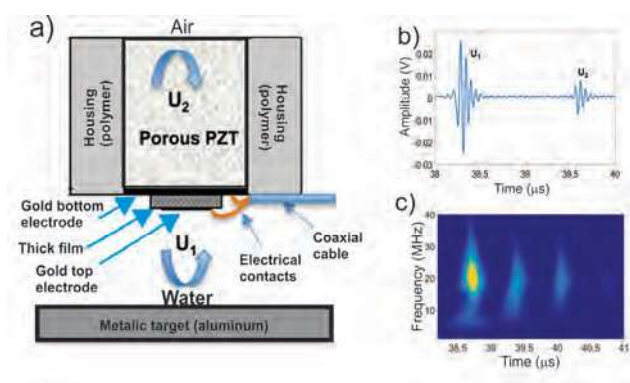 a)
Air
Housing
(polymer)
U2
Porous PZT
Housing
(polymer)
Gold bottom
electrode
Thick film
Gold top
electrode
U1
Electrical
contacts
Coaxial
cable
Water
Metalic target (aluminum)
b)
Amplitude (V)
0.02
0.01
0
-0.01
-0.02
-0.03
U1
U2
38
38.5
39
39.5
40
Time (μs)
c)
Frequency (MHz)
40
30
20
10
38.5
39
39.5
40
40.5
41
Time (μs)